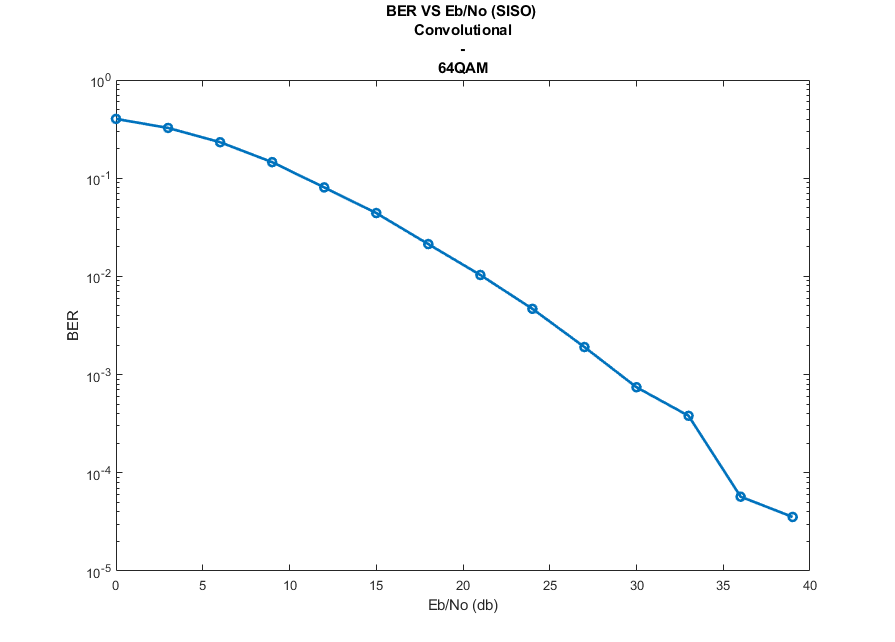 BER VS Eb/No (SISO)
Convolutional
-
64QAM
10^0
10^-1
10^-2
10^-3
10^-4
10^-5
BER
0 5 10 15 20 25 30 35 40
Eb/No (db)